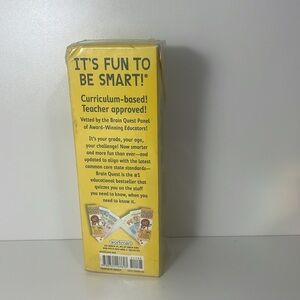 IT'S FUN TO
BE SMART!®
Curriculum-based!
Teacher approved!
Vetted by the Brain Quest Panel
of Award-Winning Educators!
It's your grade, your age,
your challenge! Now smarter
and more fun than ever—and
updated to align with the latest
common core state standards—
Brain Quest is the #1
educational bestseller that
quizzes you on the stuff
you need to know, when you
need to know it.
workman